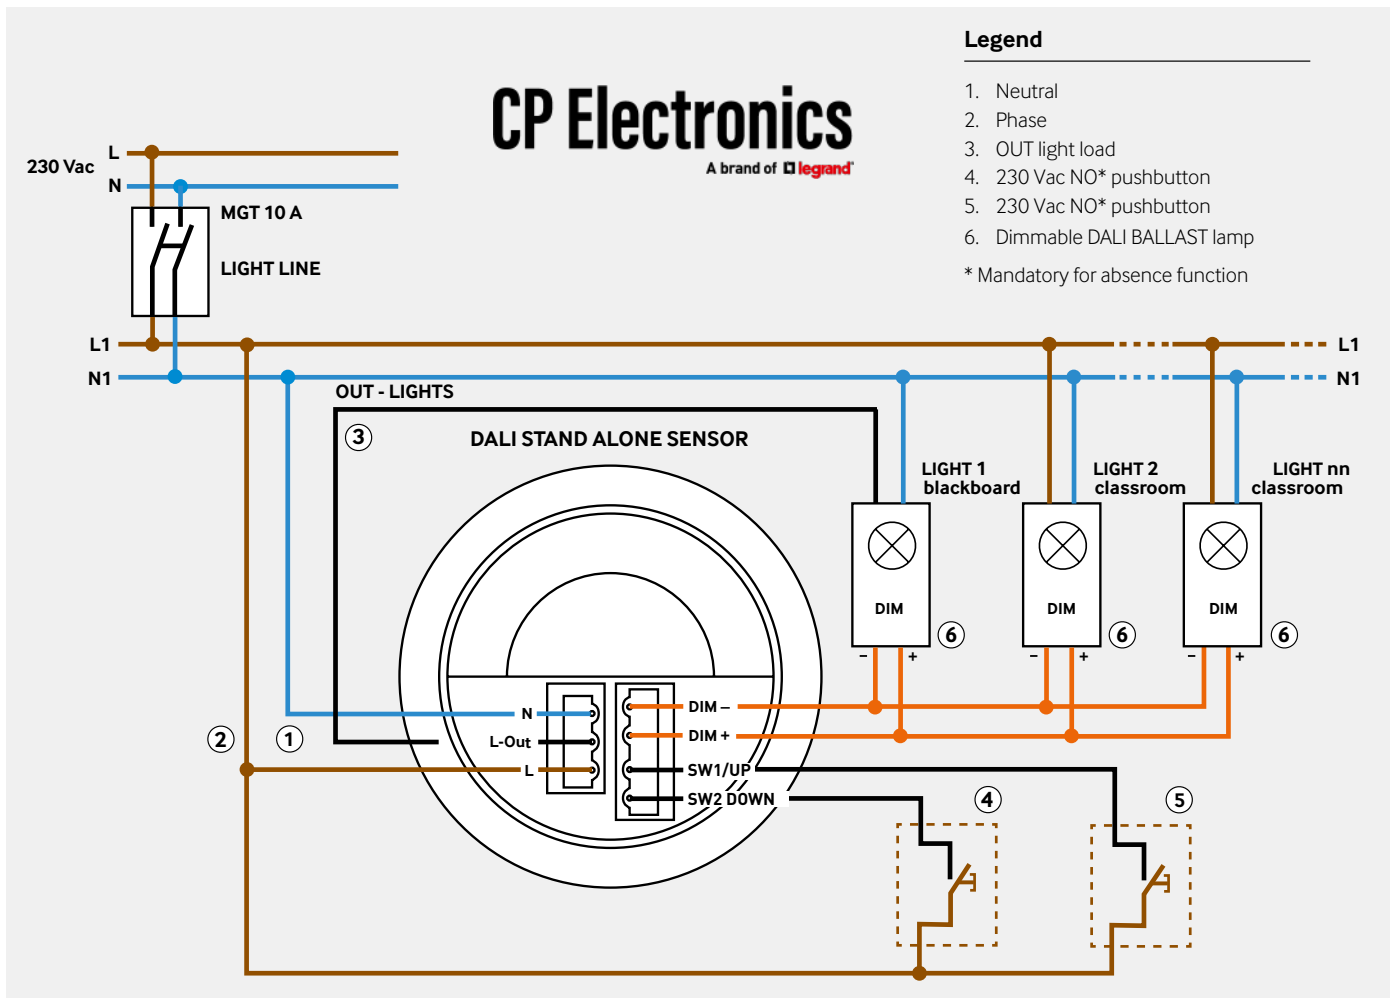 Legend
1. Neutral
2. Phase
3. OUT light load
4. 230 Vac NO* pushbutton
5. 230 Vac NO* pushbutton
6. Dimmable DALI BALLAST lamp
* Mandatory for absence function
CP Electronics
A brand of legrand
230 Vac
L
N
MGT 10 A
LIGHT LINE
L1
L1
N1
N1
OUT - LIGHTS
3
DALI STAND ALONE SENSOR
LIGHT 1
blackboard
LIGHT 2
classroom
LIGHT nn
classroom
DIM
DIM
DIM
6
6
6
− +
− +
− +
2
1
N
L-Out
L
DIM −
DIM +
SW1/UP
SW2 DOWN
4
5